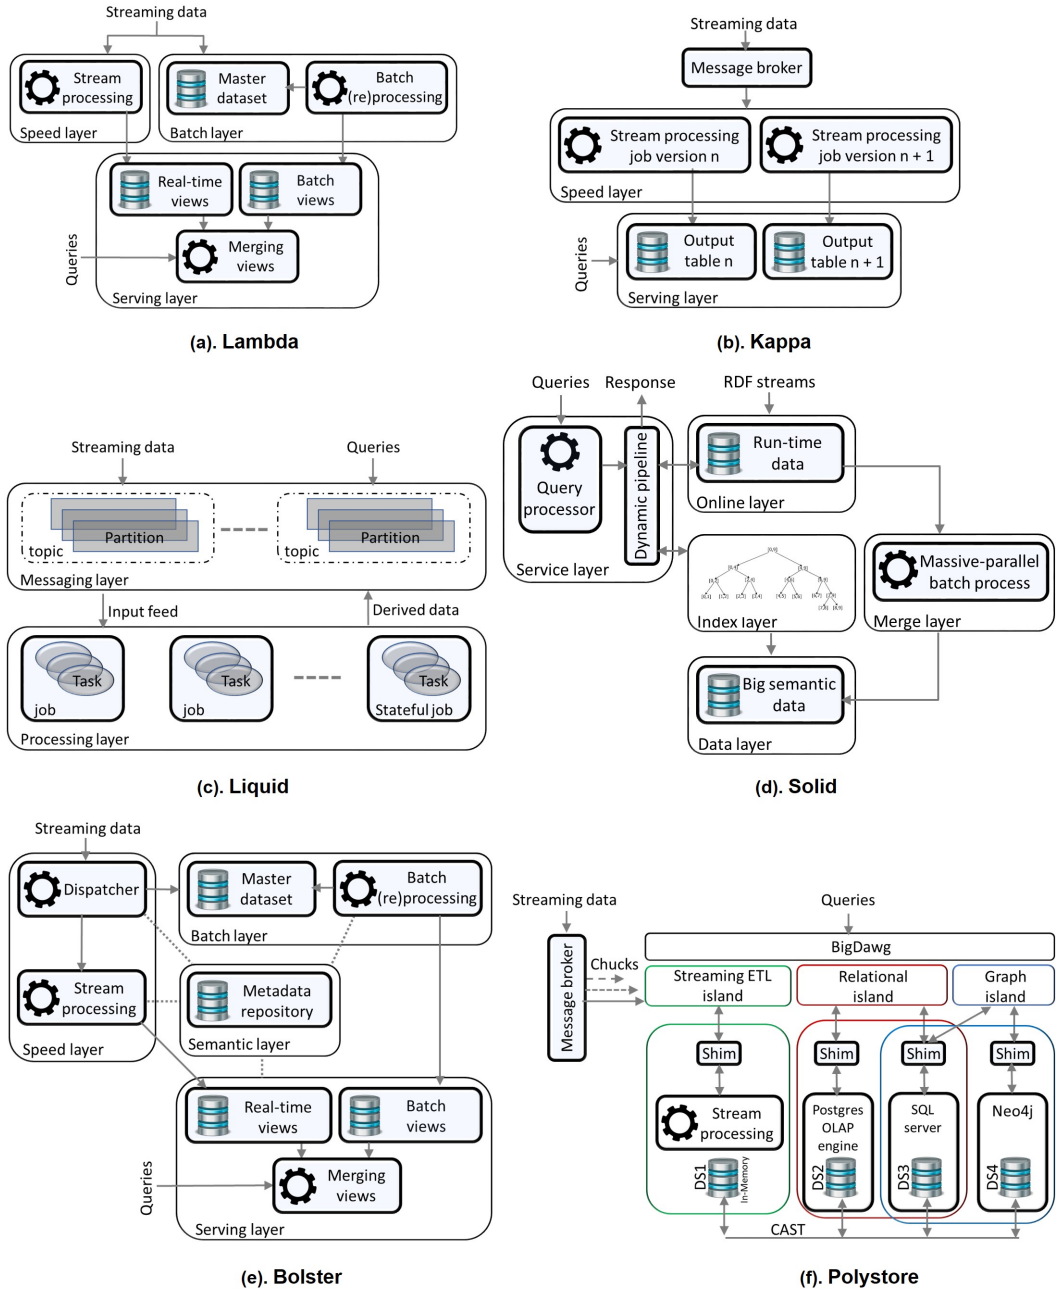 Streaming data
Stream
processing
Speed layer
Master
dataset
Batch
(re)processing
Batch layer
Real-time
views
Batch
views
Queries
Merging
views
Serving layer
(a). Lambda
Streaming data
Message broker
Stream processing
job version n
Stream processing
job version n + 1
Speed layer
Queries
Output
table n
Output
table n + 1
Serving layer
(b). Kappa
Streaming data
Queries
Partition
topic
Partition
topic
Messaging layer
Input feed
Derived data
Task
job
Task
job
Task
Stateful job
Processing layer
(c). Liquid
Queries
Response
RDF streams
Query
processor
Dynamic pipeline
Service layer
Run-time
data
Online layer
Index layer
Massive-parallel
batch process
Merge layer
Big semantic
data
Data layer
(d). Solid
Streaming data
Dispatcher
Stream
processing
Speed layer
Master
dataset
Batch
(re)processing
Batch layer
Metadata
repository
Semantic layer
Real-time
views
Batch
views
Queries
Merging
views
Serving layer
(e). Bolster
Streaming data
Message broker
Chucks
Queries
BigDawg
Streaming ETL
island
Relational
island
Graph
island
Shim
Shim
Shim
Shim
Stream
processing
DS1
In-Memory
Postgres
OLAP
engine
DS2
SQL
server
DS3
Neo4j
DS4
CAST
(f). Polystore